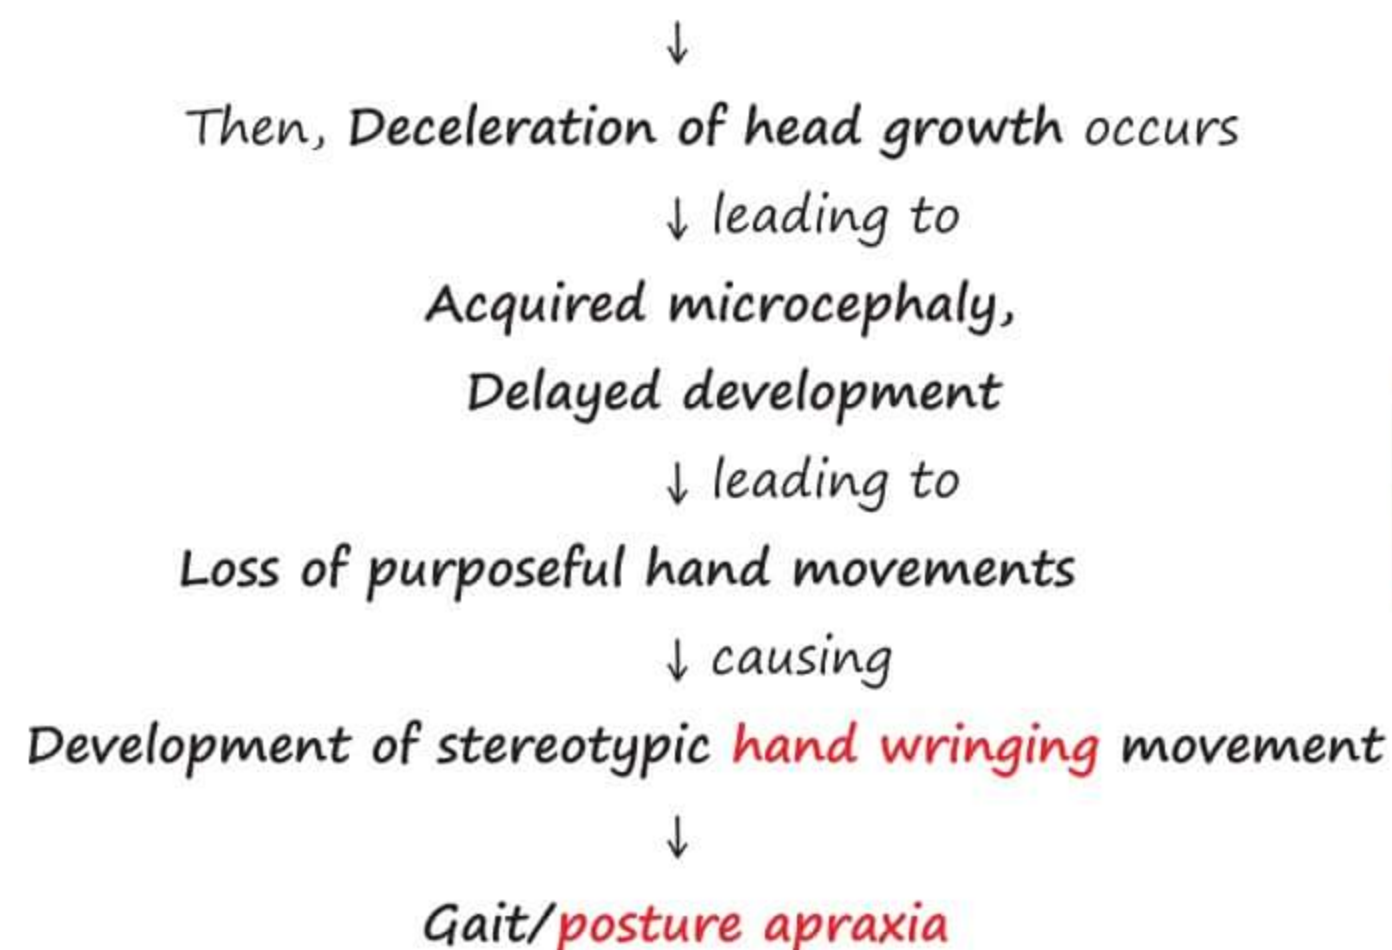 ↓
Then, Deceleration of head growth occurs
↓ leading to
Acquired microcephaly,
Delayed development
↓ leading to
Loss of purposeful hand movements
↓ causing
Development of stereotypic hand wringing movement
↓
Gait/posture apraxia